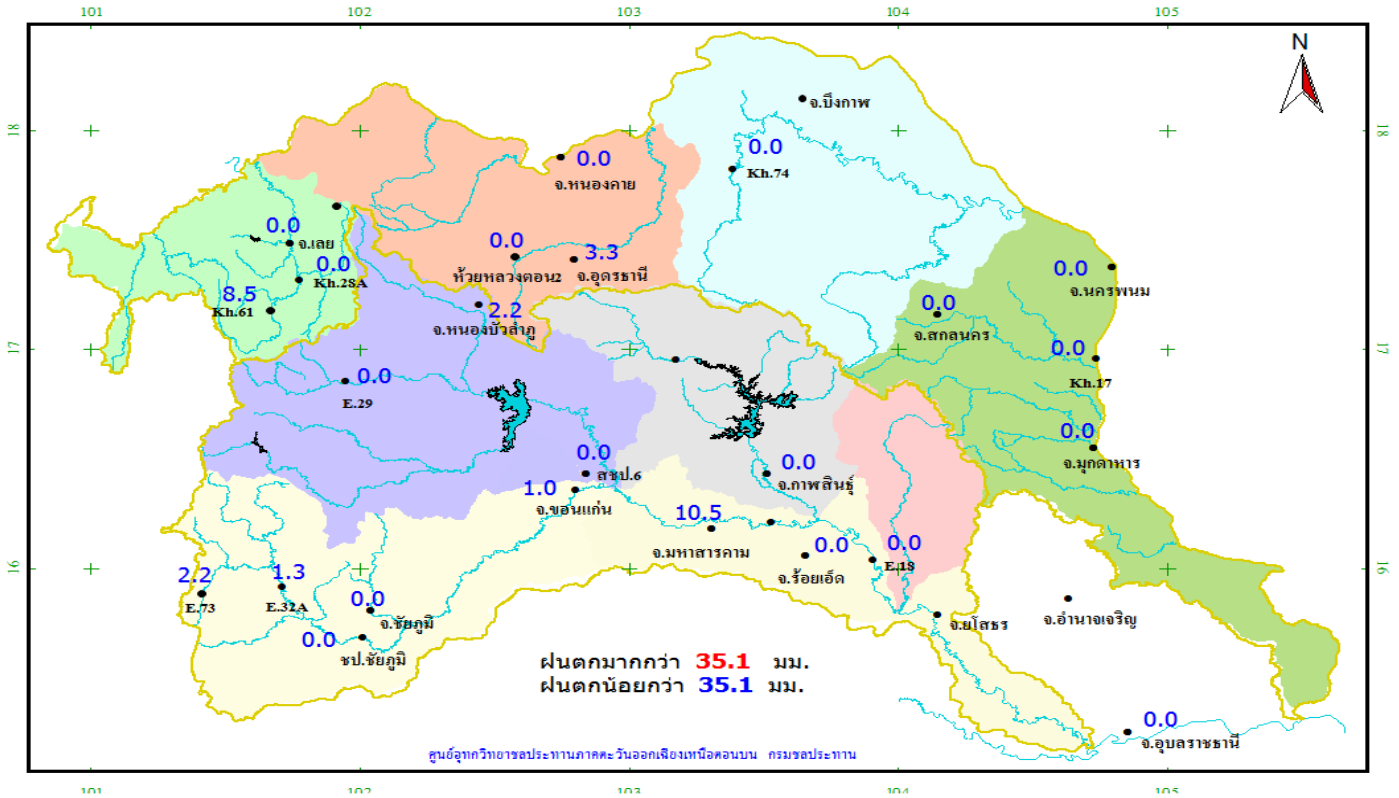 101 102 103 104 105
N
จ.บึงกาฬ
18 18
0.0
Kh.74
0.0
จ.หนองคาย
0.0
จ.เลย
0.0
Kh.28A
8.5
Kh.61
0.0
ห้วยหลวงตอน2
3.3
จ.อุดรธานี
2.2
จ.หนองบัวลำภู
0.0
จ.นครพนม
0.0
จ.สกลนคร
17 17
0.0
Kh.17
0.0
E.29
0.0
จ.มุกดาหาร
0.0
สชป.6
0.0
จ.กาฬสินธุ์
1.0
จ.ขอนแก่น
10.5
จ.มหาสารคาม
0.0
จ.ร้อยเอ็ด
0.0
E.18
16 16
2.2
E.73
1.3
E.32A
0.0
จ.ชัยภูมิ
0.0
ชป.ชัยภูมิ
จ.ยโสธร
จ.อำนาจเจริญ
ฝนตกมากกว่า 35.1 มม.
ฝนตกน้อยกว่า 35.1 มม.
0.0
จ.อุบลราชธานี
ศูนย์อุทกวิทยาชลประทานภาคตะวันออกเฉียงเหนือตอนบน กรมชลประทาน
101 102 103 104 105